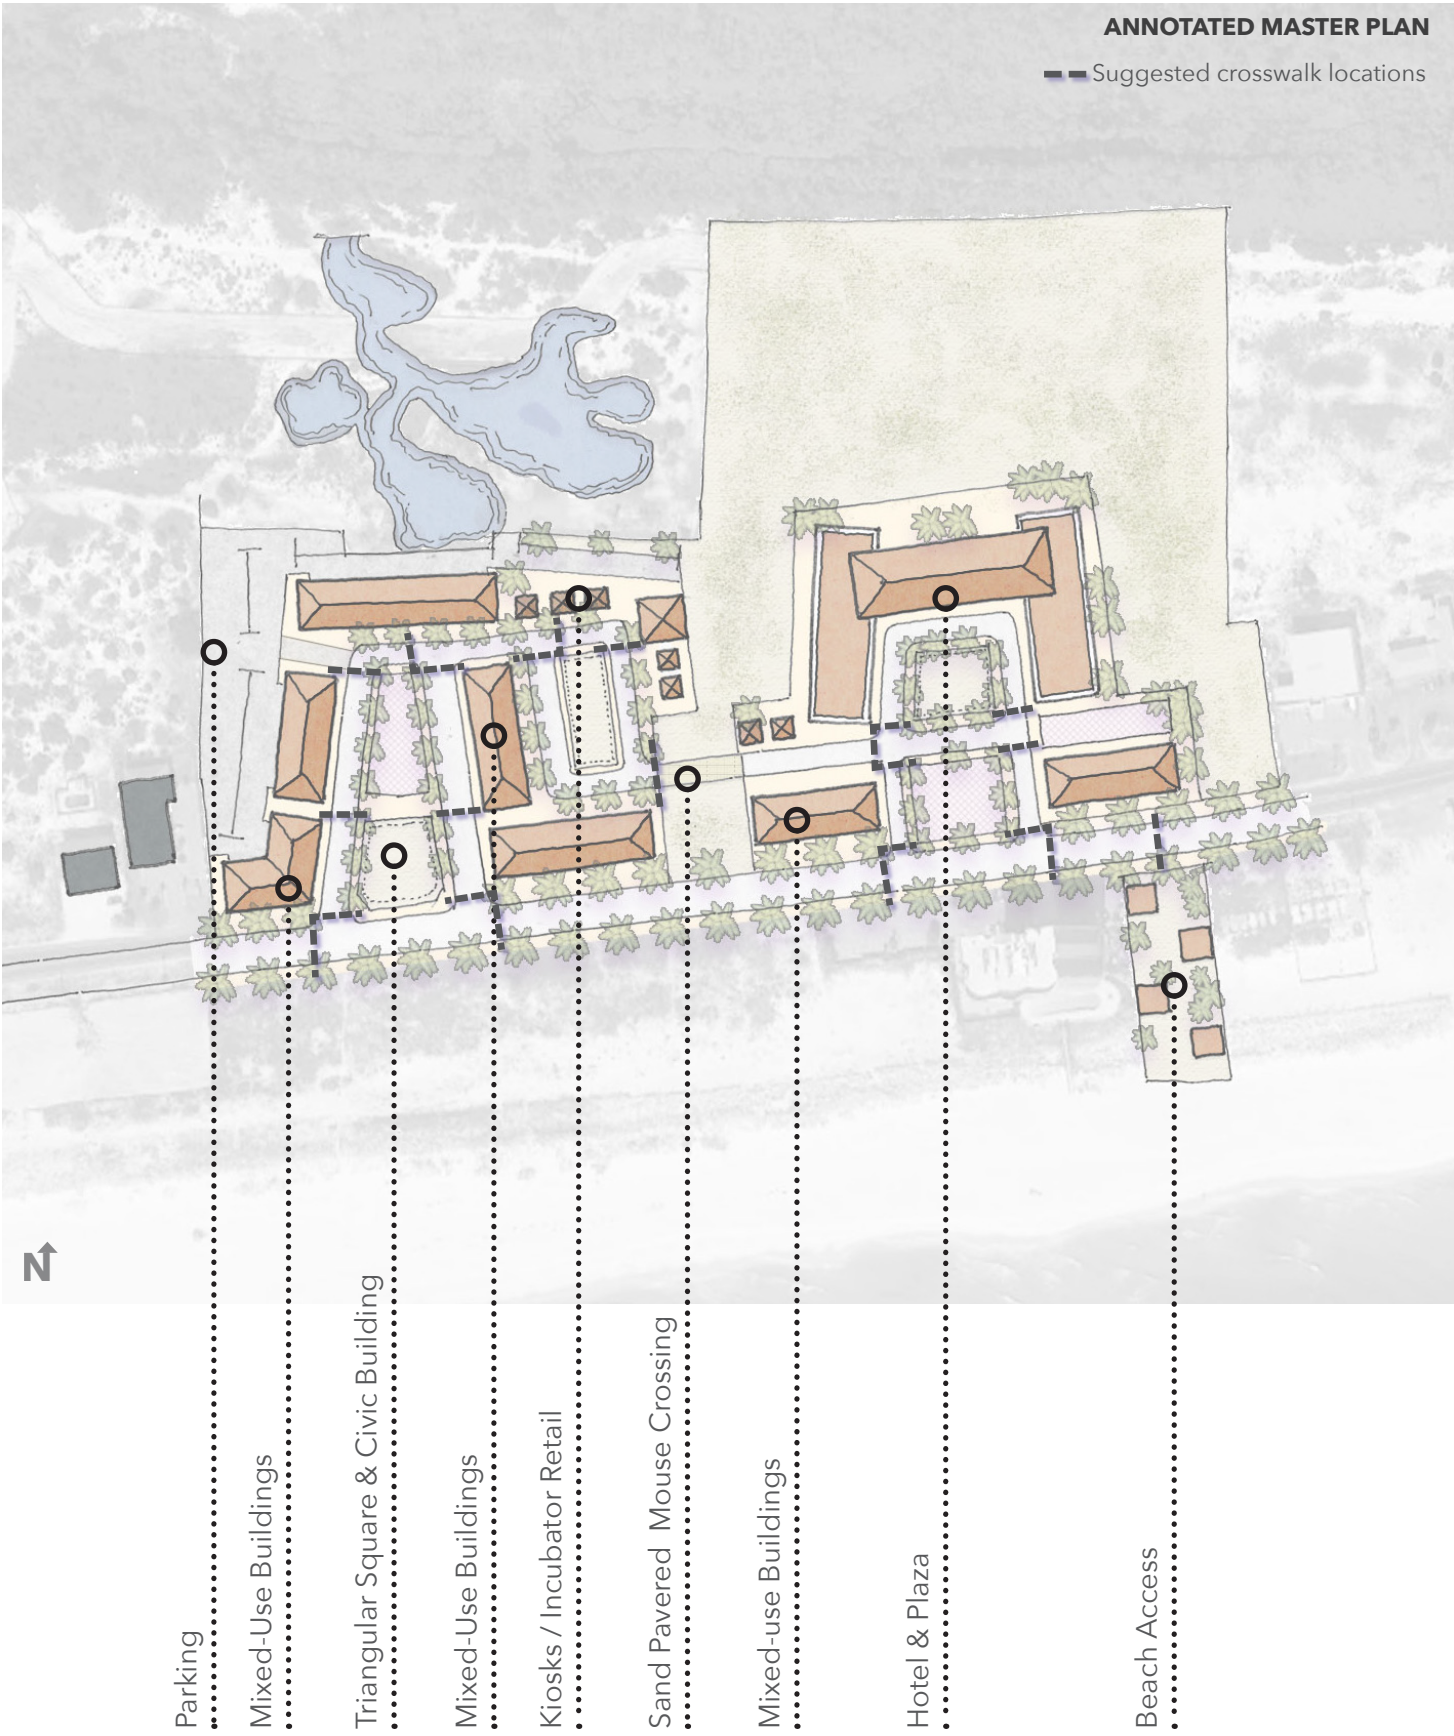 ANNOTATED MASTER PLAN
Suggested crosswalk locations
N
Parking
Mixed-Use Buildings
Triangular Square & Civic Building
Mixed-Use Buildings
Kiosks / Incubator Retail
Sand Pavered  Mouse Crossing
Mixed-use Buildings
Hotel & Plaza
Beach Access